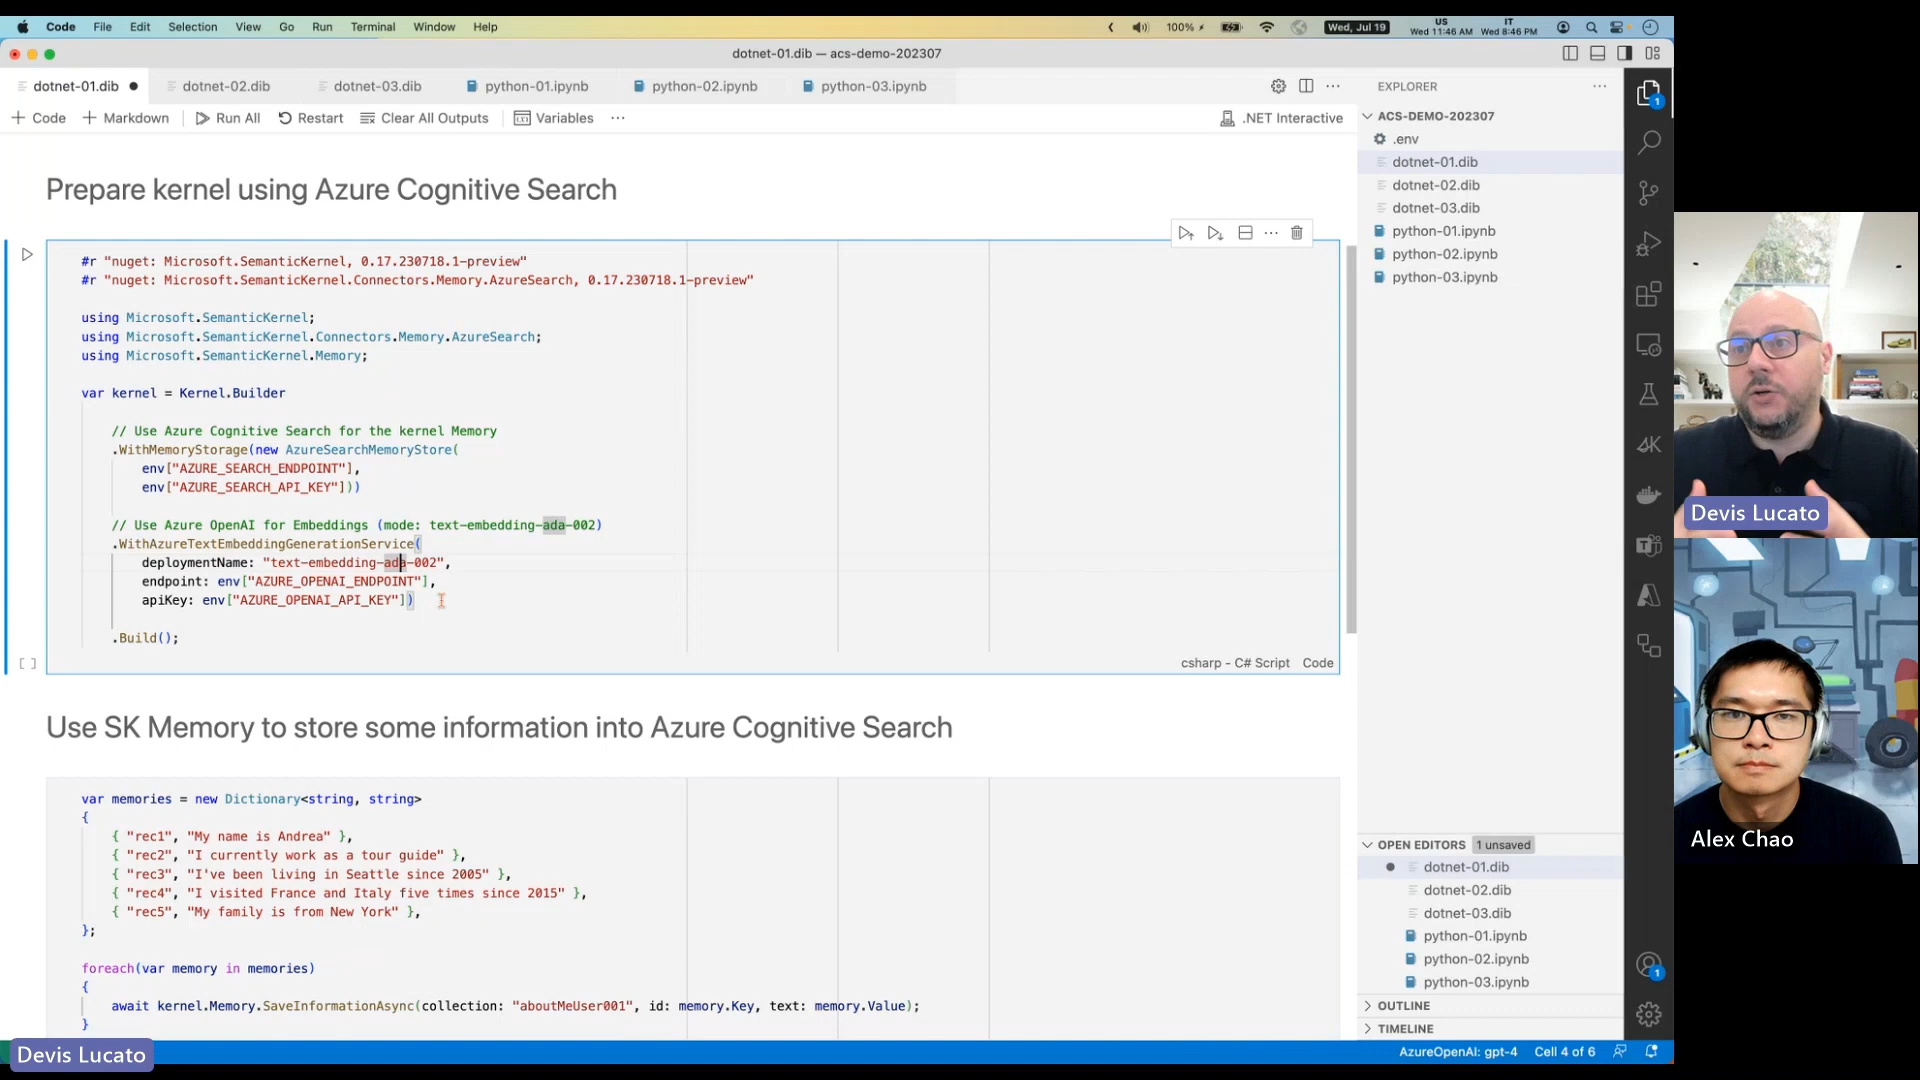 Code File Edit Selection View Go Run Terminal Window Help
100% Wed, Jul 19 US Wed 11:46 AM IT Wed 8:46 PM
dotnet-01.dib — acs-demo-202307
dotnet-01.dib dotnet-02.dib dotnet-03.dib python-01.ipynb python-02.ipynb python-03.ipynb
Code Markdown Run All Restart Clear All Outputs Variables ... .NET Interactive
Prepare kernel using Azure Cognitive Search
#r "nuget: Microsoft.SemanticKernel, 0.17.230718.1-preview"
#r "nuget: Microsoft.SemanticKernel.Connectors.Memory.AzureSearch, 0.17.230718.1-preview"
using Microsoft.SemanticKernel;
using Microsoft.SemanticKernel.Connectors.Memory.AzureSearch;
using Microsoft.SemanticKernel.Memory;
var kernel = Kernel.Builder
// Use Azure Cognitive Search for the kernel Memory
.WithMemoryStorage(new AzureSearchMemoryStore(
env["AZURE_SEARCH_ENDPOINT"],
env["AZURE_SEARCH_API_KEY"]))
// Use Azure OpenAI for Embeddings (mode: text-embedding-ada-002)
.WithAzureTextEmbeddingGenerationService(
deploymentName: "text-embedding-ada-002",
endpoint: env["AZURE_OPENAI_ENDPOINT"],
apiKey: env["AZURE_OPENAI_API_KEY"])
.Build();
[ ]
csharp - C# Script Code
Use SK Memory to store some information into Azure Cognitive Search
var memories = new Dictionary<string, string>
{
{ "rec1", "My name is Andrea" },
{ "rec2", "I currently work as a tour guide" },
{ "rec3", "I've been living in Seattle since 2005" },
{ "rec4", "I visited France and Italy five times since 2015" },
{ "rec5", "My family is from New York" },
};
foreach(var memory in memories)
{
await kernel.Memory.SaveInformationAsync(collection: "aboutMeUser001", id: memory.Key, text: memory.Value);
}
EXPLORER
ACS-DEMO-202307
.env
dotnet-01.dib
dotnet-02.dib
dotnet-03.dib
python-01.ipynb
python-02.ipynb
python-03.ipynb
OPEN EDITORS 1 unsaved
dotnet-01.dib
dotnet-02.dib
dotnet-03.dib
python-01.ipynb
python-02.ipynb
python-03.ipynb
OUTLINE
TIMELINE
1
4K
1
AzureOpenAI: gpt-4 Cell 4 of 6
Devis Lucato
Devis Lucato
Alex Chao